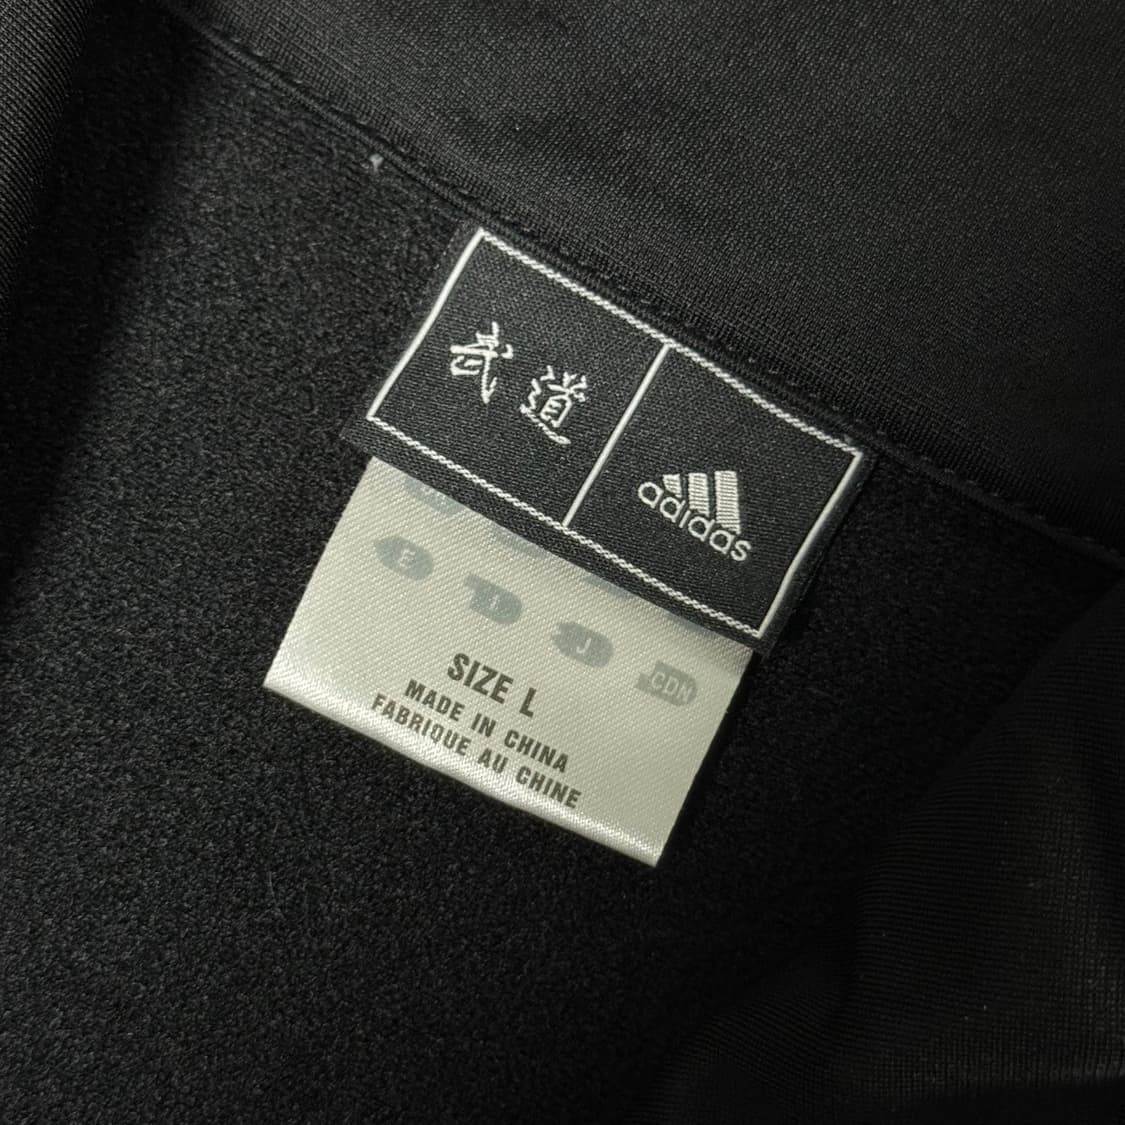 武道
adidas
E
I
J
CDN
SIZE L
MADE IN CHINA
FABRIQUE AU CHINE